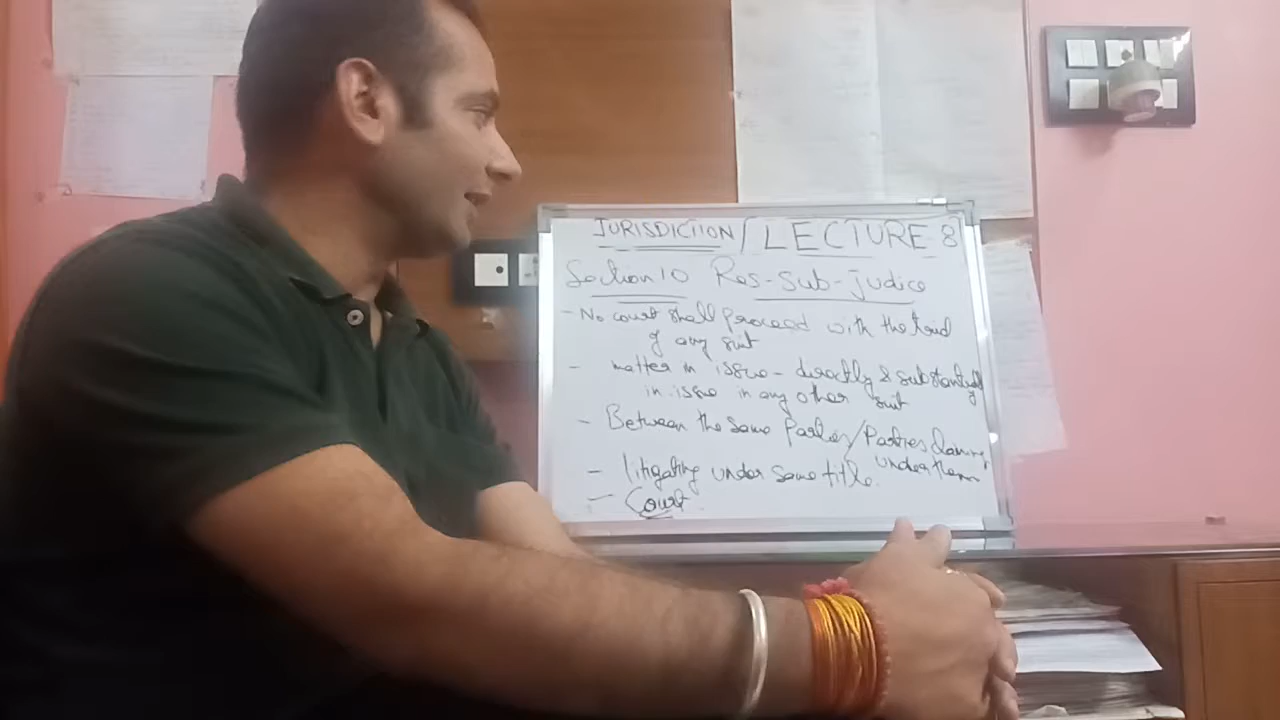 JURISDICTION / LECTURE 8
Section 10 Res-Sub-Judice
- No court shall proceed with the trial
of any suit
- matter in issue - directly & substantially
in issue in any other suit
- Between the same Parties/Parties claiming
under them
- litigating under same title.
- Court.